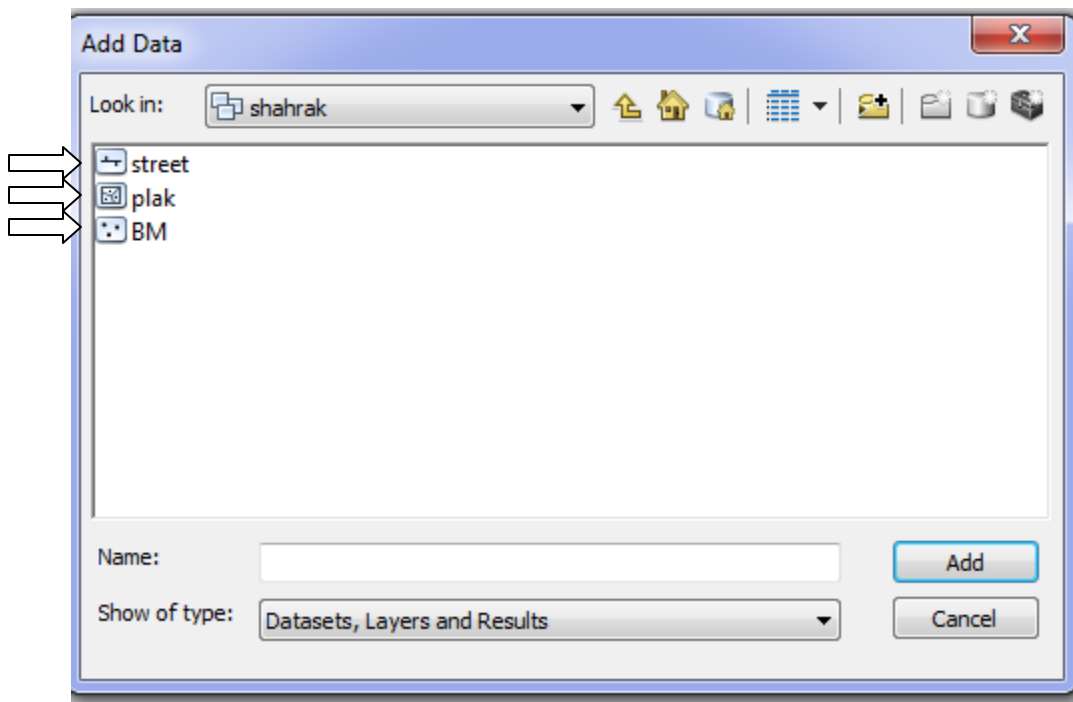 Add Data
Look in: shahrak
street
plak
BM
Name: Add
Show of type: Datasets, Layers and Results Cancel